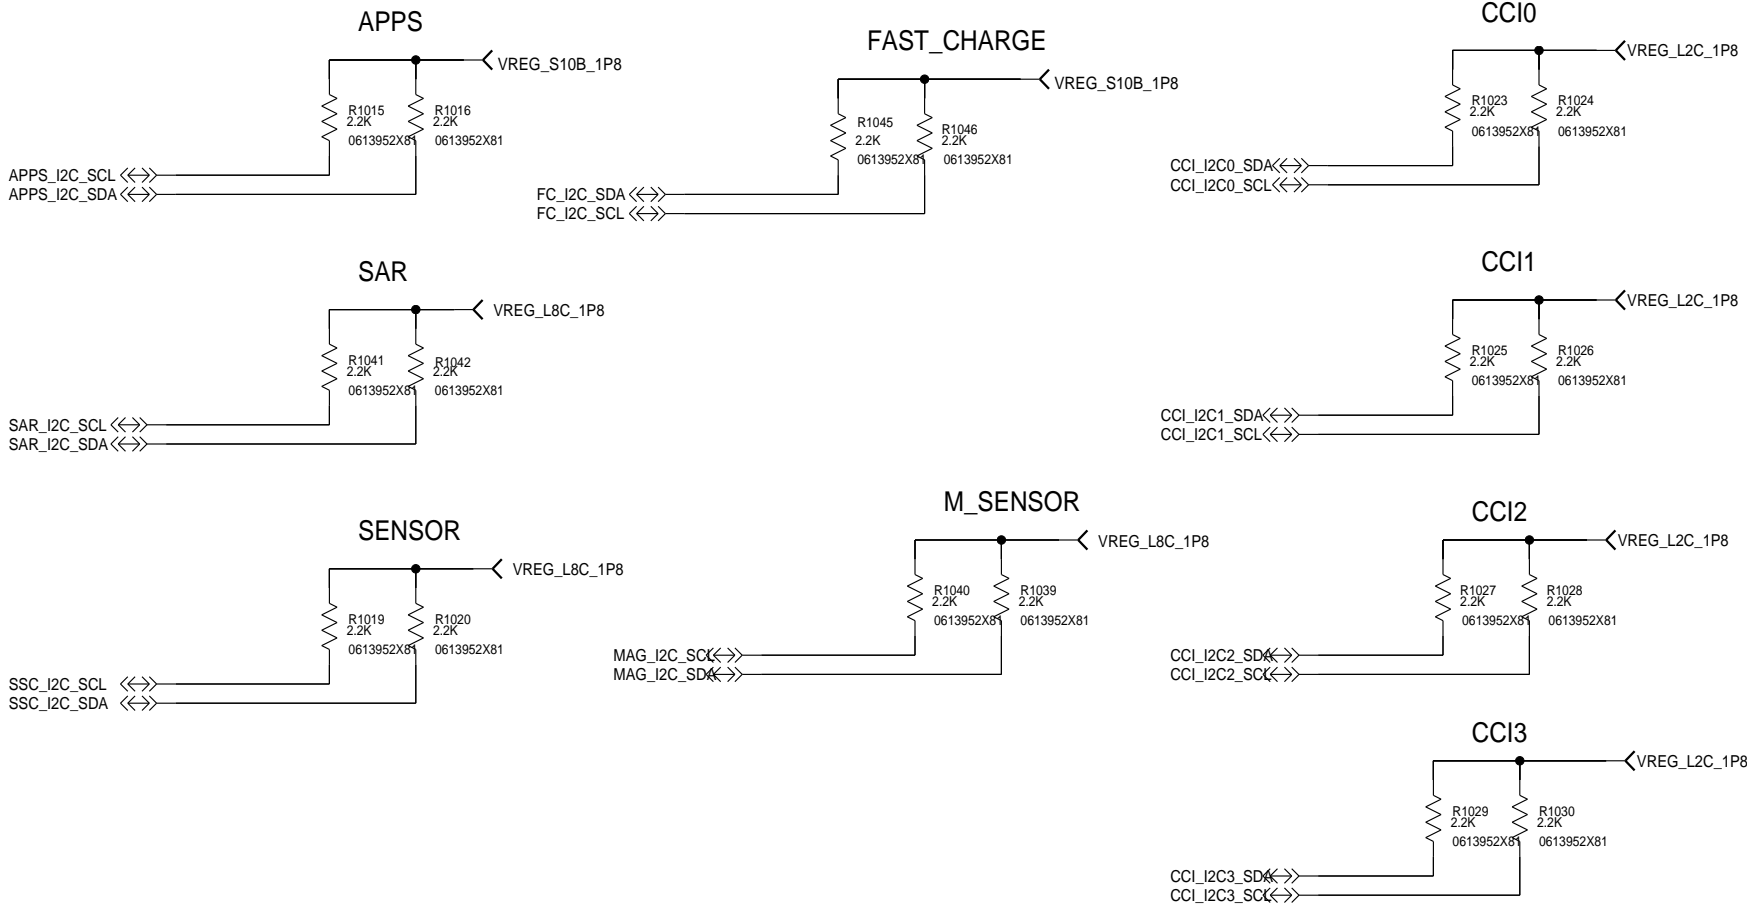 APPS
VREG_S10B_1P8
R1015
2.2K
0613952X81
R1016
2.2K
0613952X81
APPS_I2C_SCL
APPS_I2C_SDA
FAST_CHARGE
VREG_S10B_1P8
R1045
2.2K
0613952X81
R1046
2.2K
0613952X81
FC_I2C_SDA
FC_I2C_SCL
CCI0
VREG_L2C_1P8
R1023
2.2K
0613952X81
R1024
2.2K
0613952X81
CCI_I2C0_SDA
CCI_I2C0_SCL
SAR
VREG_L8C_1P8
R1041
2.2K
0613952X81
R1042
2.2K
0613952X81
SAR_I2C_SCL
SAR_I2C_SDA
CCI1
VREG_L2C_1P8
R1025
2.2K
0613952X81
R1026
2.2K
0613952X81
CCI_I2C1_SDA
CCI_I2C1_SCL
SENSOR
VREG_L8C_1P8
R1019
2.2K
0613952X81
R1020
2.2K
0613952X81
SSC_I2C_SCL
SSC_I2C_SDA
M_SENSOR
VREG_L8C_1P8
R1040
2.2K
0613952X81
R1039
2.2K
0613952X81
MAG_I2C_SCL
MAG_I2C_SDA
CCI2
VREG_L2C_1P8
R1027
2.2K
0613952X81
R1028
2.2K
0613952X81
CCI_I2C2_SDA
CCI_I2C2_SCL
CCI3
VREG_L2C_1P8
R1029
2.2K
0613952X81
R1030
2.2K
0613952X81
CCI_I2C3_SDA
CCI_I2C3_SCL